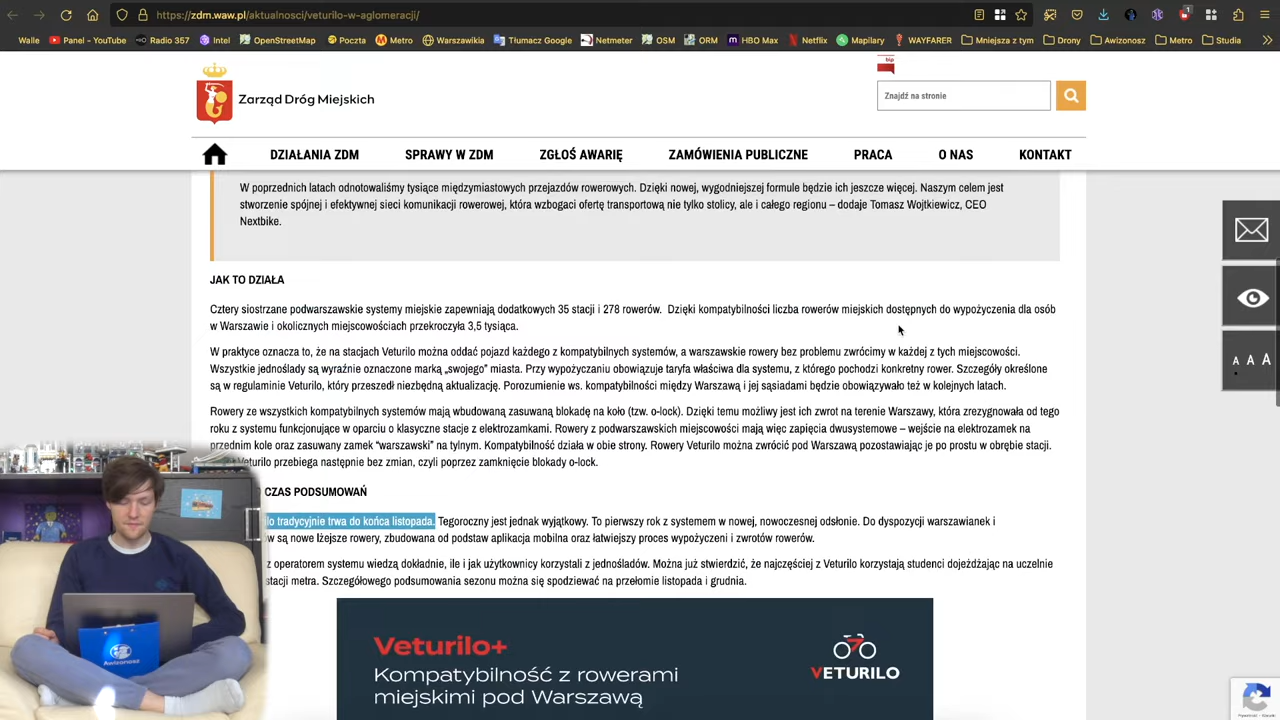 https://zdm.waw.pl/aktualnosci/veturilo-w-aglomeracji/
Walle
Panel - YouTube
Radio 357
Intel
OpenStreetMap
Poczta
Metro
Warszawikia
Tłumacz Google
Netmeter
OSM
ORM
HBO Max
Netflix
Mapilary
WAYFARER
Mniejsza z tym
Drony
Awizonosz
Metro
Studia
bip
Zarząd Dróg Miejskich
Znajdź na stronie
DZIAŁANIA ZDM
SPRAWY W ZDM
ZGŁOŚ AWARIĘ
ZAMÓWIENIA PUBLICZNE
PRACA
O NAS
KONTAKT
W poprzednich latach odnotowaliśmy tysiące międzymiastowych przejazdów rowerowych. Dzięki nowej, wygodniejszej formule będzie ich jeszcze więcej. Naszym celem jest
stworzenie spójnej i efektywnej sieci komunikacji rowerowej, która wzbogaci ofertę transportową nie tylko stolicy, ale i całego regionu – dodaje Tomasz Wojtkiewicz, CEO
Nextbike.
JAK TO DZIAŁA
Cztery siostrzane podwarszawskie systemy miejskie zapewniają dodatkowych 35 stacji i 278 rowerów. Dzięki kompatybilności liczba rowerów miejskich dostępnych do wypożyczenia dla osób
w Warszawie i okolicznych miejscowościach przekroczyła 3,5 tysiąca.
W praktyce oznacza to, że na stacjach Veturilo można oddać pojazd każdego z kompatybilnych systemów, a warszawskie rowery bez problemu zwrócimy w każdej z tych miejscowości.
Wszystkie jednoślady są wyraźnie oznaczone marką „swojego” miasta. Przy wypożyczaniu obowiązuje taryfa właściwa dla systemu, z którego pochodzi konkretny rower. Szczegóły określone
są w regulaminie Veturilo, który przeszedł niezbędną aktualizację. Porozumienie ws. kompatybilności między Warszawą i jej sąsiadami będzie obowiązywało też w kolejnych latach.
Rowery ze wszystkich kompatybilnych systemów mają wbudowaną zasuwaną blokadę na koło (tzw. o-lock). Dzięki temu możliwy jest ich zwrot na terenie Warszawy, która zrezygnowała od tego
roku z systemu funkcjonujące w oparciu o klasyczne stacje z elektrozamkami. Rowery z podwarszawskich miejscowości mają więc zapięcia dwusystemowe – wejście na elektrozamek na
przednim kole oraz zasuwany zamek “warszawski” na tylnym. Kompatybilność działa w obie strony. Rowery Veturilo można zwrócić pod Warszawą pozostawiając je po prostu w obrębie stacji.
Veturilo przebiega następnie bez zmian, czyli poprzez zamknięcie blokady o-lock.
CZAS PODSUMOWAŃ
lo tradycyjnie trwa do końca listopada. Tegoroczny jest jednak wyjątkowy. To pierwszy rok z systemem w nowej, nowoczesnej odsłonie. Do dyspozycji warszawianek i
w są nowe lżejsze rowery, zbudowana od podstaw aplikacja mobilna oraz łatwiejszy proces wypożyczeni i zwrotów rowerów.
z operatorem systemu wiedzą dokładnie, ile i jak użytkownicy korzystali z jednośladów. Można już stwierdzić, że najczęściej z Veturilo korzystają studenci dojeżdżając na uczelnie
stacji metra. Szczegółowego podsumowania sezonu można się spodziewać na przełomie listopada i grudnia.
Veturilo+
Kompatybilność z rowerami
miejskimi pod Warszawą
VETURILO
A A A